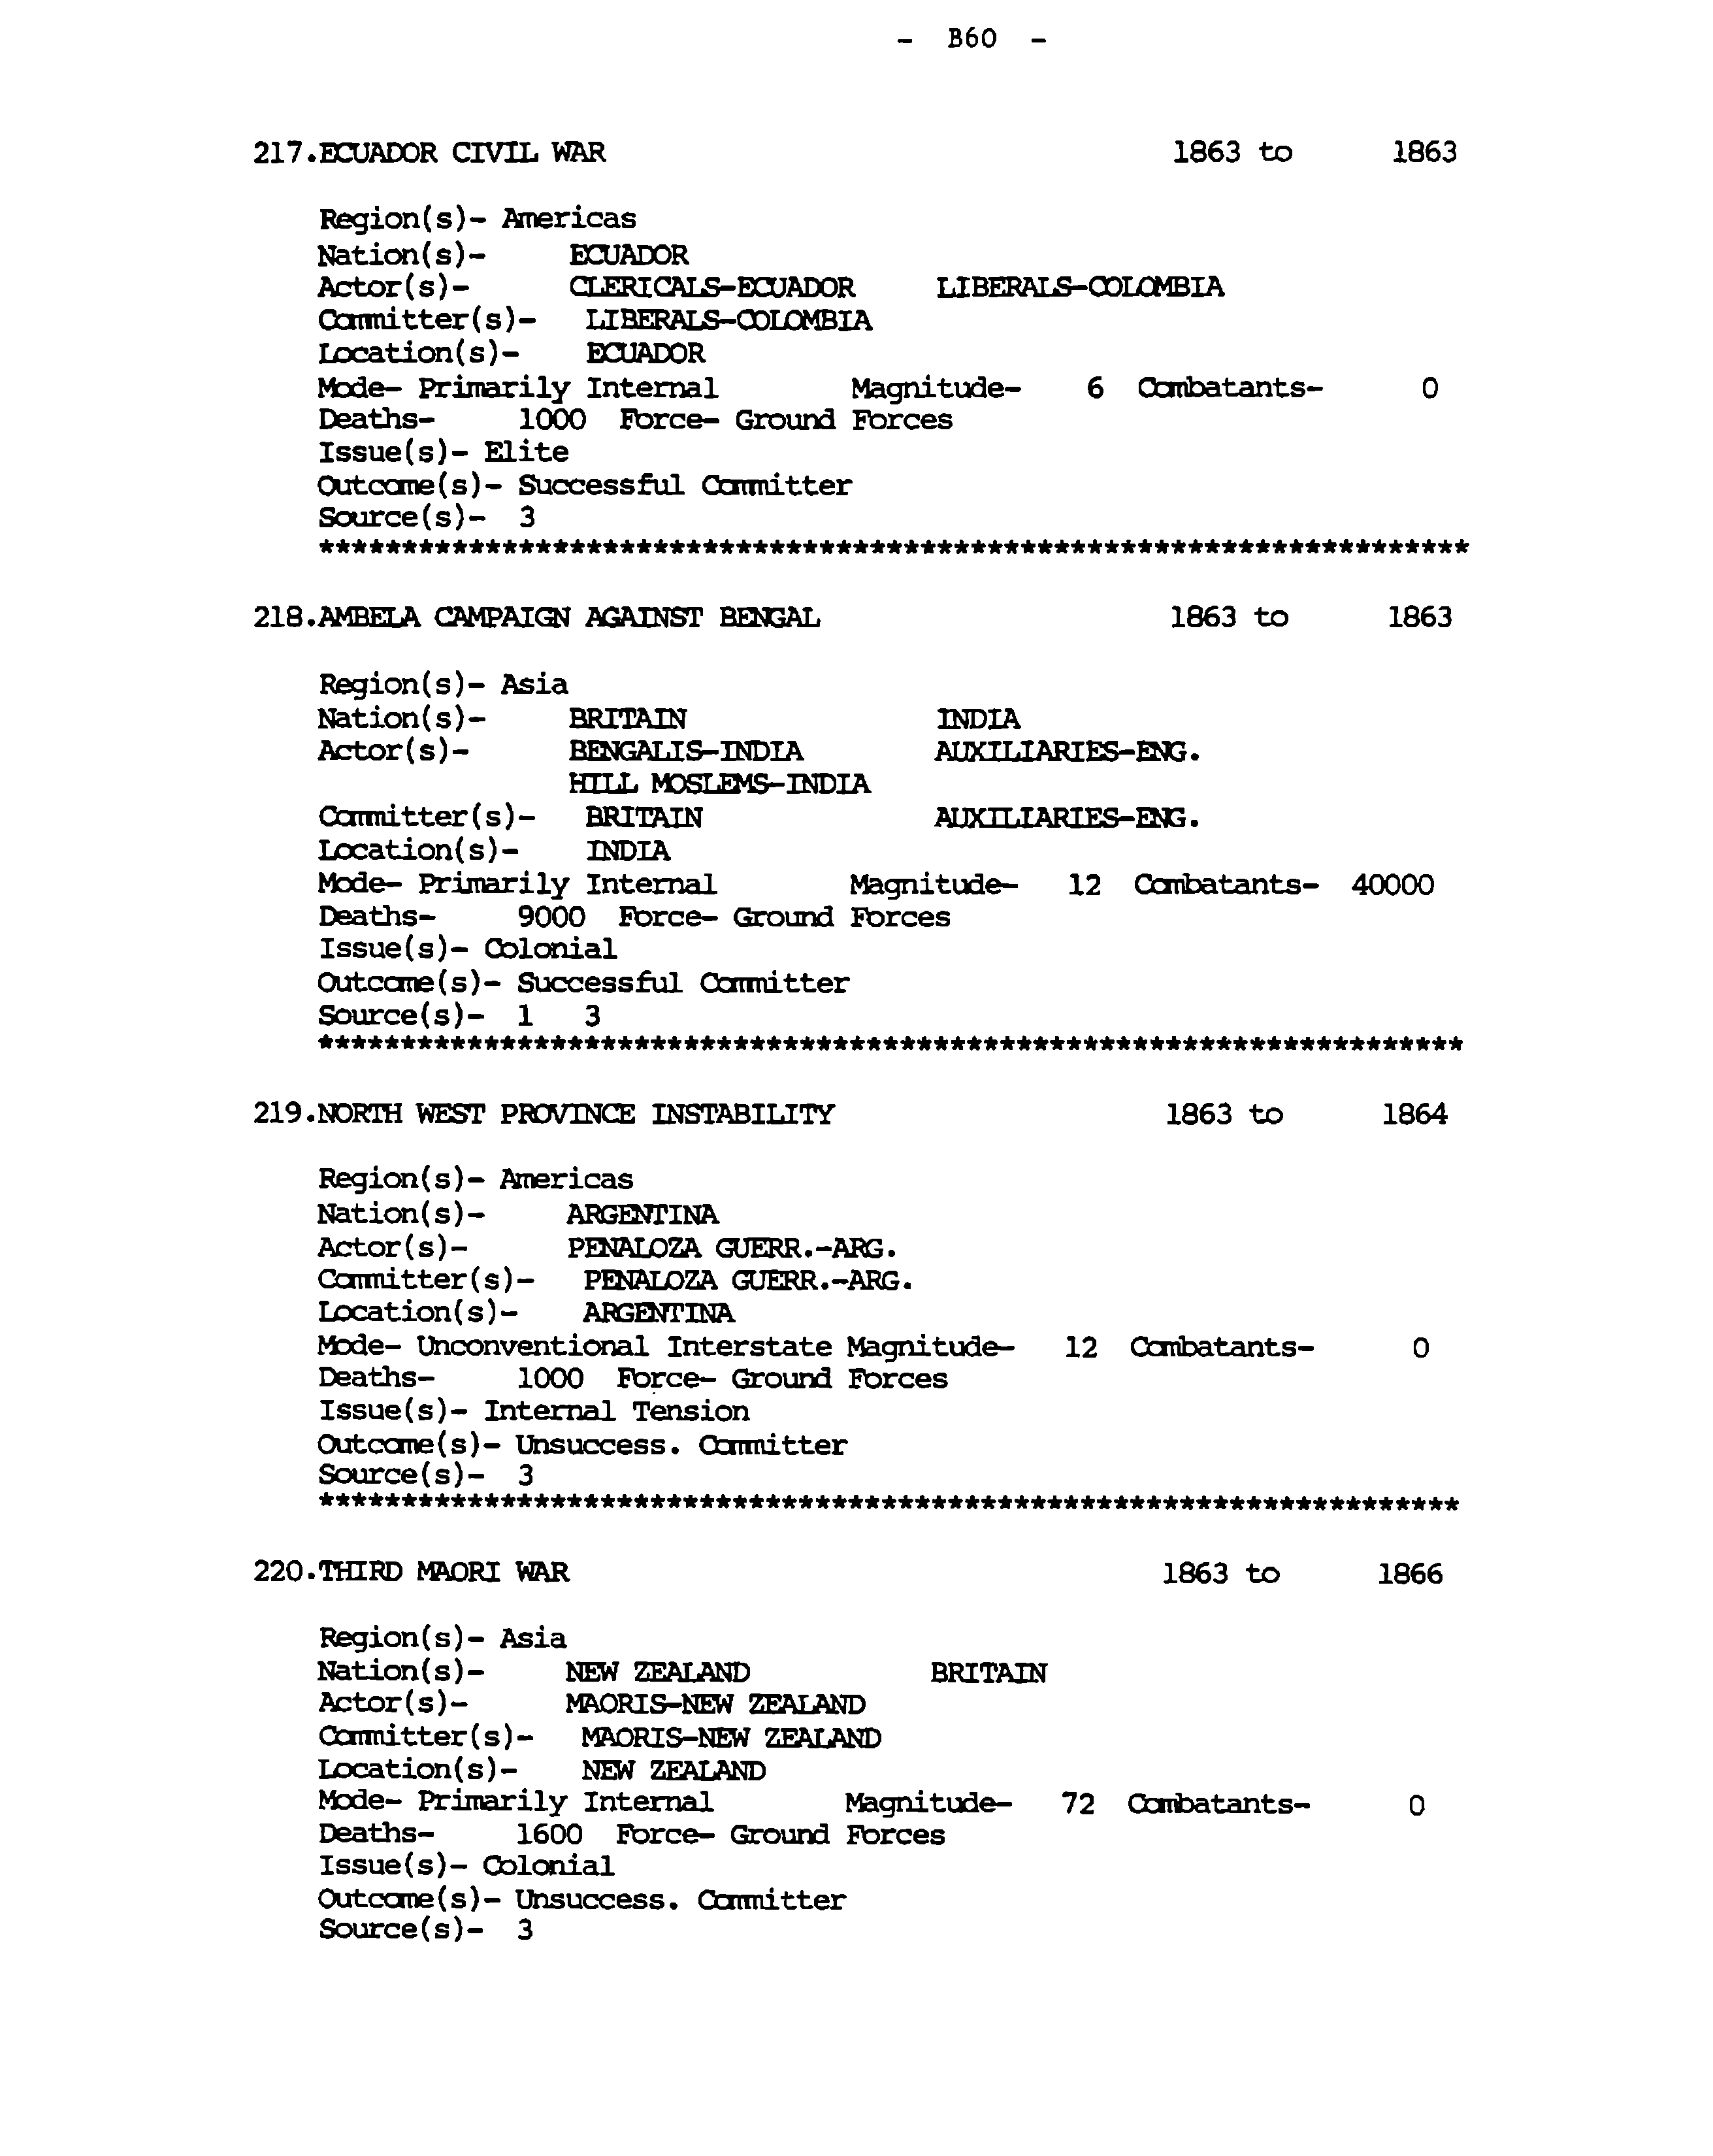 - B60 -
217.ECUADOR CIVIL WAR 1863 to 1863
Region(s)- Americas
Nation(s)- ECUADOR
Actor(s)- CLERICALS-ECUADOR LIBERALS-COLOMBIA
Committer(s)- LIBERALS-COLOMBIA
Location(s)- ECUADOR
Mode- Primarily Internal Magnitude- 6 Combatants- 0
Deaths- 1000 Force- Ground Forces
Issue(s)- Elite
Outcome(s)- Successful Committer
Source(s)- 3
*********************************************************************
218.AMBELA CAMPAIGN AGAINST BENGAL 1863 to 1863
Region(s)- Asia
Nation(s)- BRITAIN INDIA
Actor(s)- BENGALIS-INDIA AUXILIARIES-ENG.
HILL MOSLEMS-INDIA
Committer(s)- BRITAIN AUXILIARIES-ENG.
Location(s)- INDIA
Mode- Primarily Internal Magnitude- 12 Combatants- 40000
Deaths- 9000 Force- Ground Forces
Issue(s)- Colonial
Outcome(s)- Successful Committer
Source(s)- 1 3
*********************************************************************
219.NORTH WEST PROVINCE INSTABILITY 1863 to 1864
Region(s)- Americas
Nation(s)- ARGENTINA
Actor(s)- PENALOZA GUERR.-ARG.
Committer(s)- PENALOZA GUERR.-ARG.
Location(s)- ARGENTINA
Mode- Unconventional Interstate Magnitude- 12 Combatants- 0
Deaths- 1000 Force- Ground Forces
Issue(s)- Internal Tension
Outcome(s)- Unsuccess. Committer
Source(s)- 3
*********************************************************************
220.THIRD MAORI WAR 1863 to 1866
Region(s)- Asia
Nation(s)- NEW ZEALAND BRITAIN
Actor(s)- MAORIS-NEW ZEALAND
Committer(s)- MAORIS-NEW ZEALAND
Location(s)- NEW ZEALAND
Mode- Primarily Internal Magnitude- 72 Combatants- 0
Deaths- 1600 Force- Ground Forces
Issue(s)- Colonial
Outcome(s)- Unsuccess. Committer
Source(s)- 3